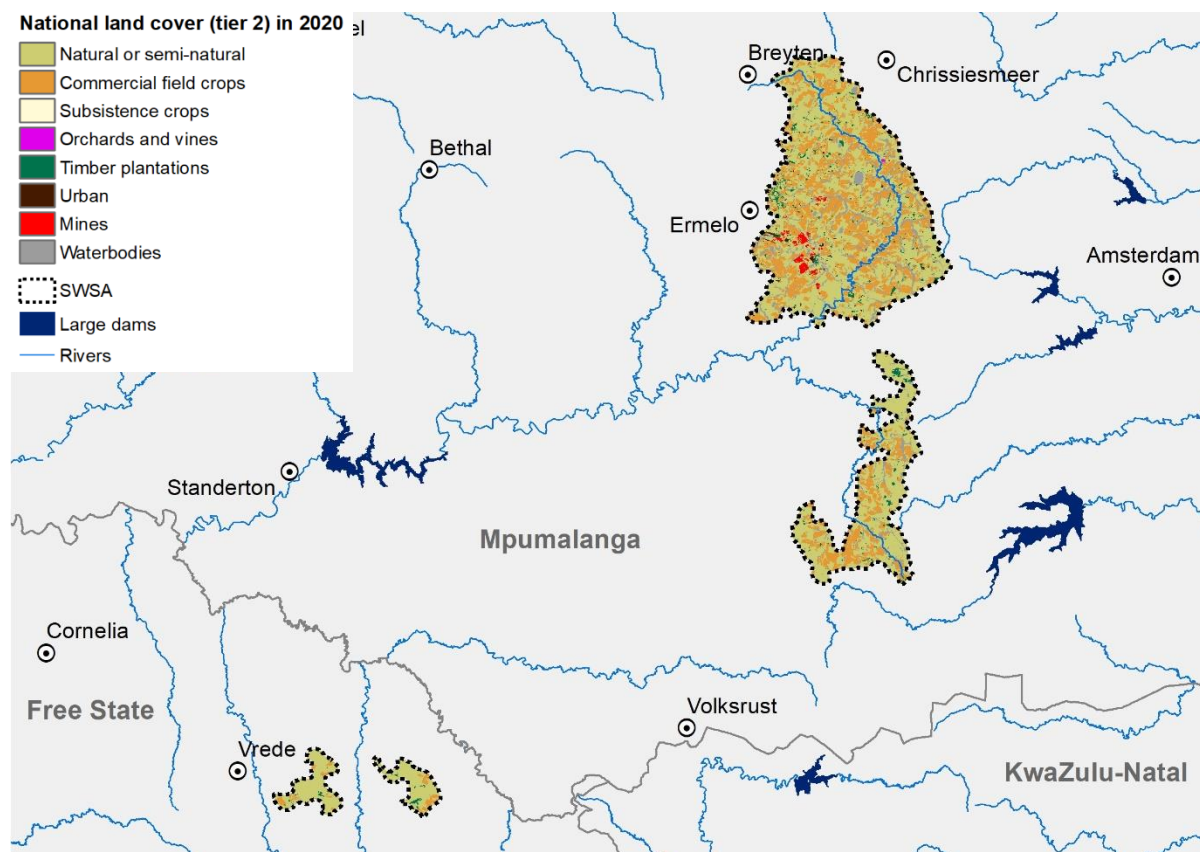 National land cover (tier 2) in 2020
Natural or semi-natural
Commercial field crops
Subsistence crops
Orchards and vines
Timber plantations
Urban
Mines
Waterbodies
SWSA
Large dams
Rivers
el
Breyten
Chrissiesmeer
Bethal
Ermelo
Amsterdam
Standerton
Mpumalanga
Cornelia
Free State
Volksrust
Vrede
KwaZulu-Natal